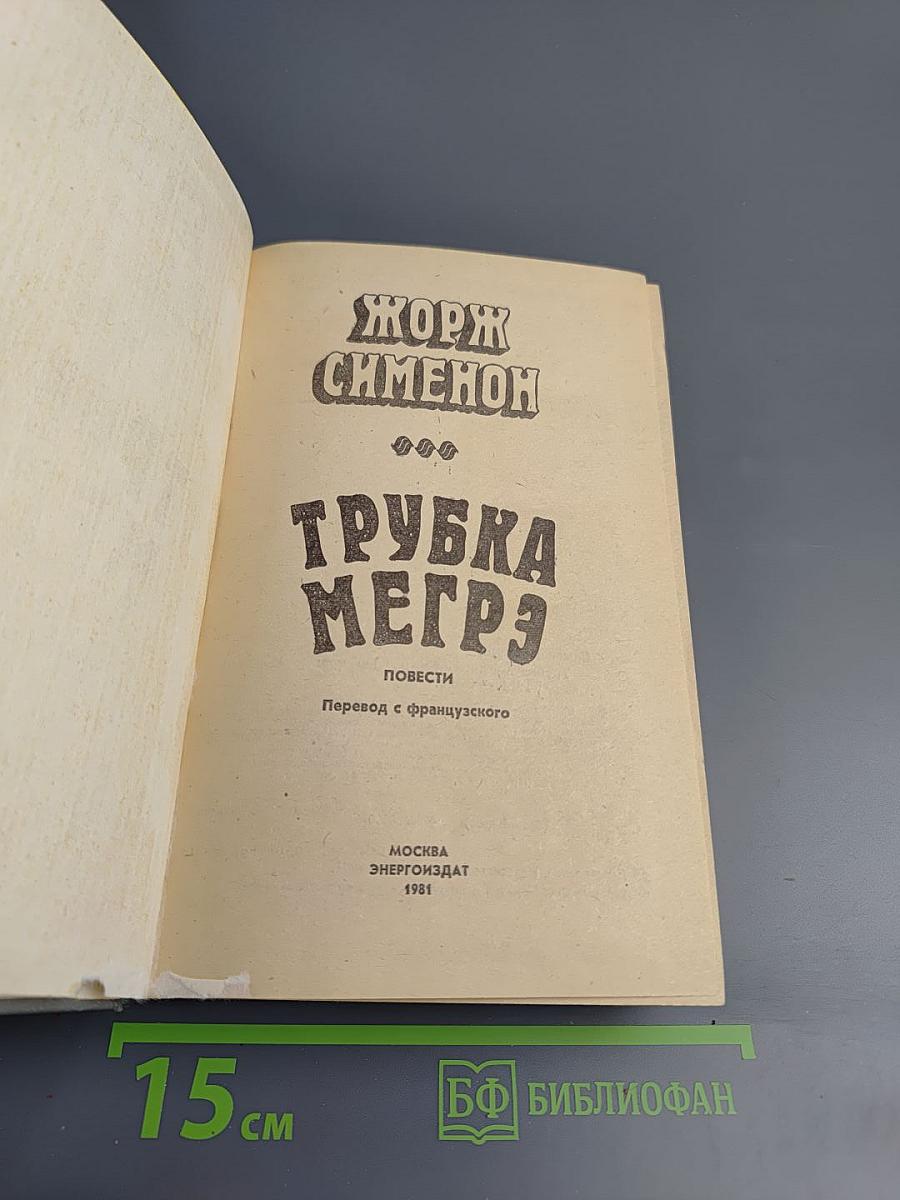 ЖОРЖ
СИМЕНОН
ТРУБКА
МЕГРЭ
ПОВЕСТИ
Перевод с французского
МОСКВА
ЭНЕРГОИЗДАТ
1981
15 см
БФ БИБЛИОФАН